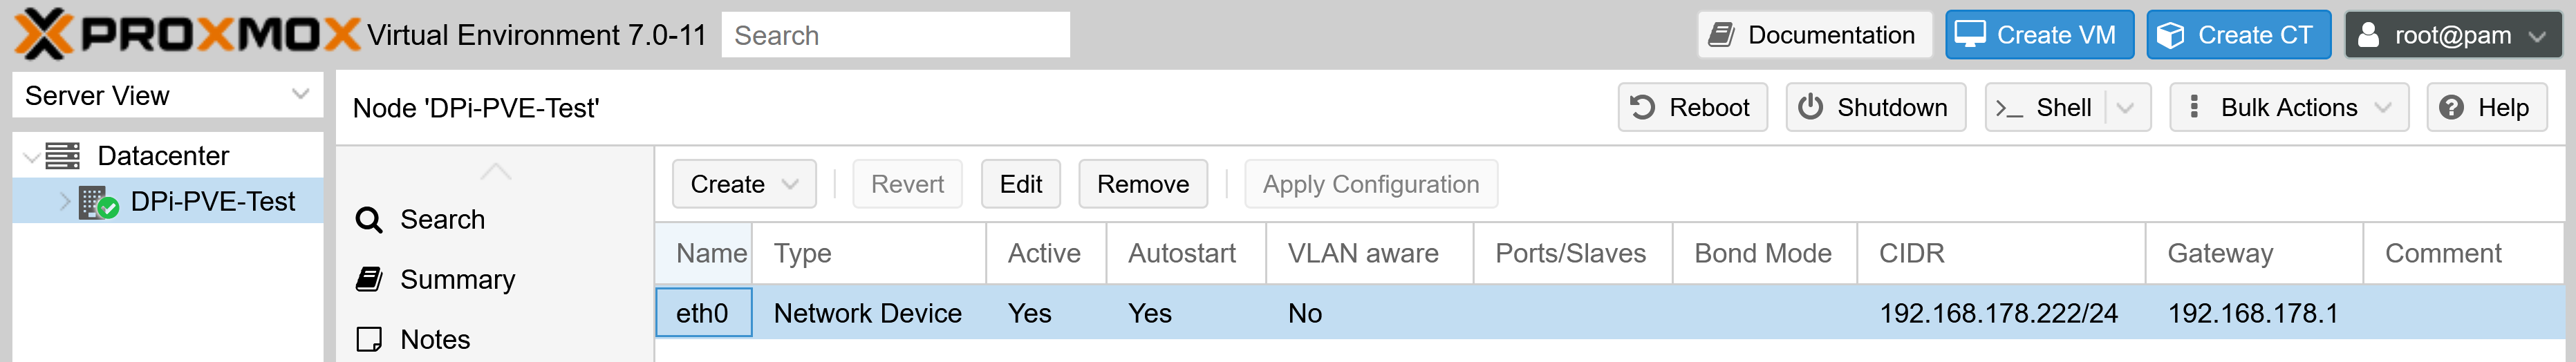 PROXMOX Virtual Environment 7.0-11 Search Documentation Create VM Create CT root@pam
Server View
Node 'DPi-PVE-Test' Reboot Shutdown Shell Bulk Actions Help
Datacenter
DPi-PVE-Test
Search
Summary
Notes
Create Revert Edit Remove Apply Configuration
Name Type Active Autostart VLAN aware Ports/Slaves Bond Mode CIDR Gateway Comment
eth0 Network Device Yes Yes No 192.168.178.222/24 192.168.178.1